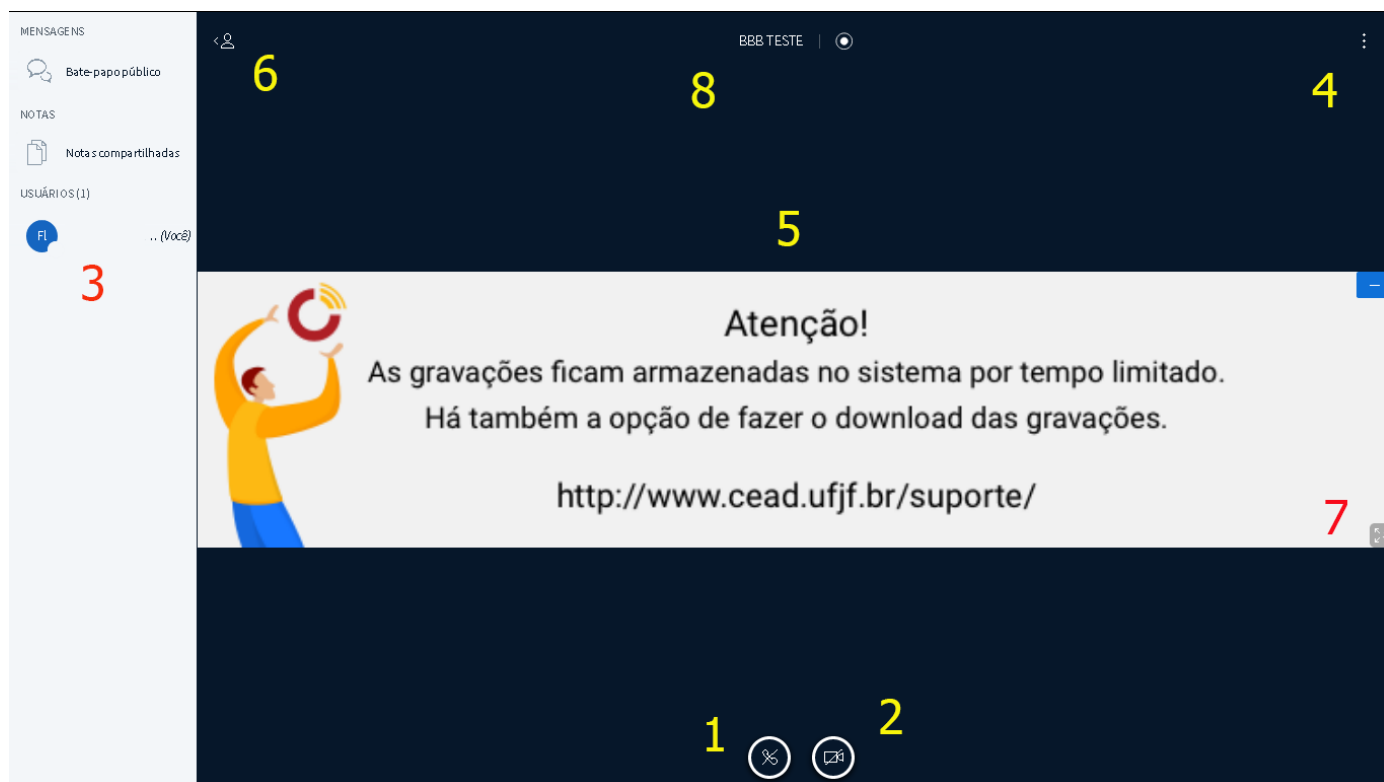 MENSAGENS
Bate-papo público
NOTAS
Notas compartilhadas
USUÁRIOS (1)
Fl .. (Você)
3
6
BBB TESTE
8
4
5
Atenção!
As gravações ficam armazenadas no sistema por tempo limitado.
Há também a opção de fazer o download das gravações.
http://www.cead.ufjf.br/suporte/
7
1
2